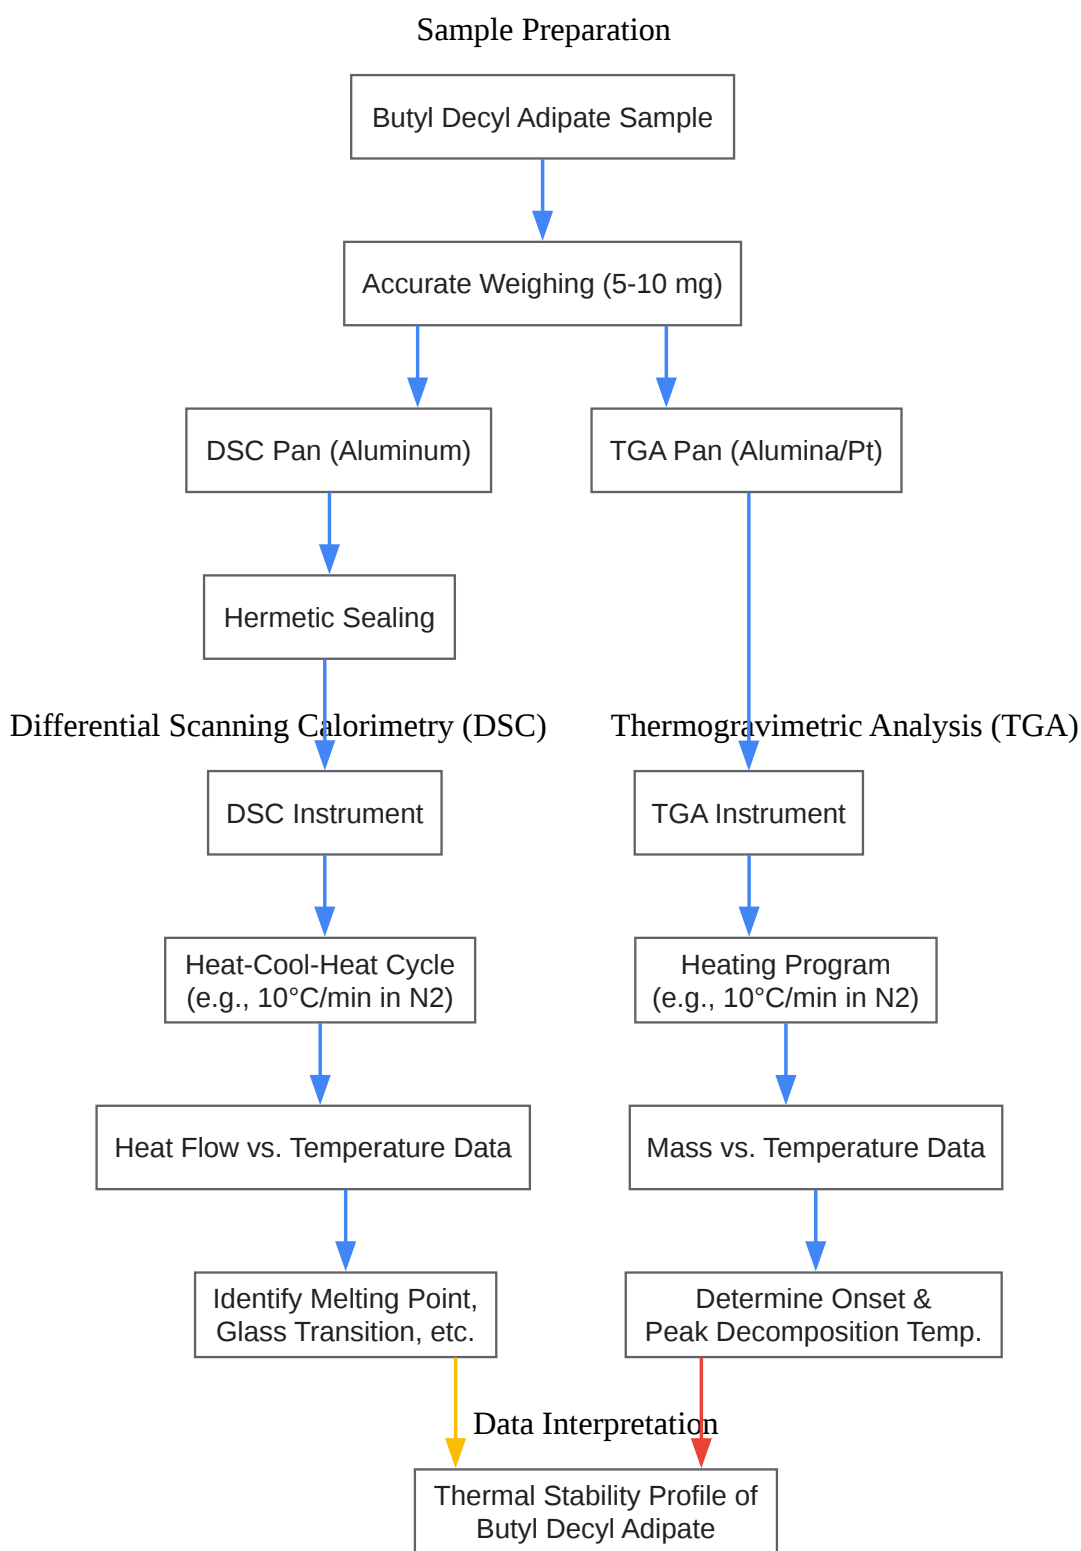 Sample Preparation
Butyl Decyl Adipate Sample
Accurate Weighing (5-10 mg)
DSC Pan (Aluminum)
TGA Pan (Alumina/Pt)
Hermetic Sealing
Differential Scanning Calorimetry (DSC)
Thermogravimetric Analysis (TGA)
DSC Instrument
TGA Instrument
Heat-Cool-Heat Cycle
(e.g., 10°C/min in N2)
Heating Program
(e.g., 10°C/min in N2)
Heat Flow vs. Temperature Data
Mass vs. Temperature Data
Identify Melting Point,
Glass Transition, etc.
Determine Onset &
Peak Decomposition Temp.
Data Interpretation
Thermal Stability Profile of
Butyl Decyl Adipate